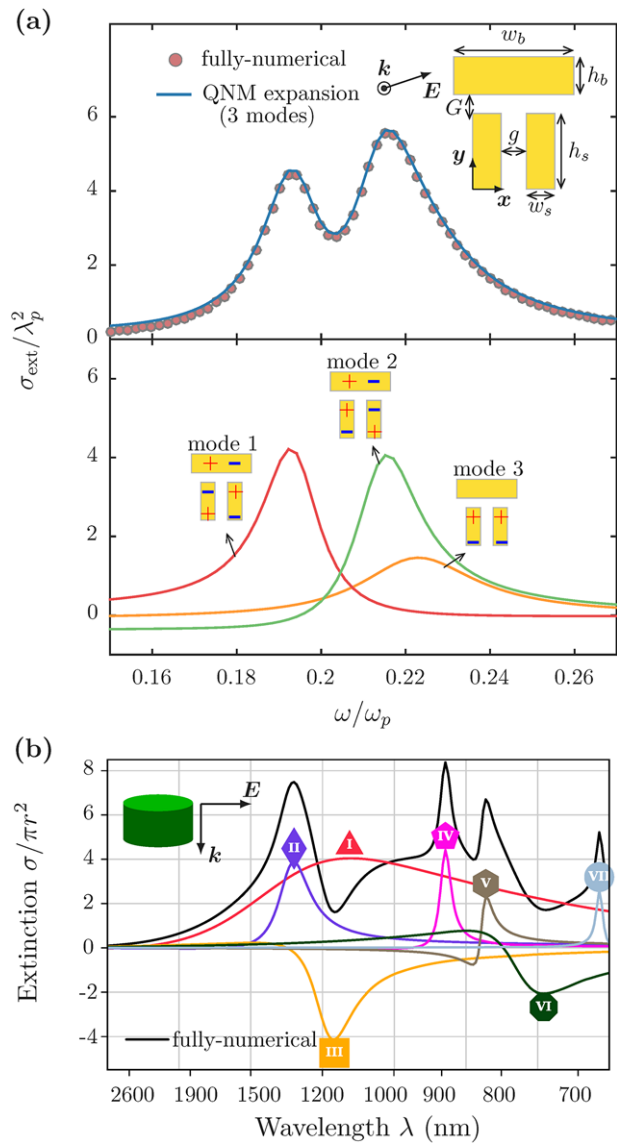 (a)
fully-numerical
QNM expansion
(3 modes)
k
E
w_b
h_b
G
g
h_s
y
x
w_s
6
4
2
0
σ_ext/λ_p^2
6
4
2
0
mode 2
+ −
+ −
− +
mode 1
+ −
− +
+ −
mode 3
+ +
− −
0.16 0.18 0.2 0.22 0.24 0.26
ω/ω_p
(b)
8
6
4
2
0
-2
-4
Extinction σ/πr^2
E
k
II
I
IV
V
VII
III
VI
fully-numerical
2600 1900 1500 1200 1000 900 800 700
Wavelength λ (nm)